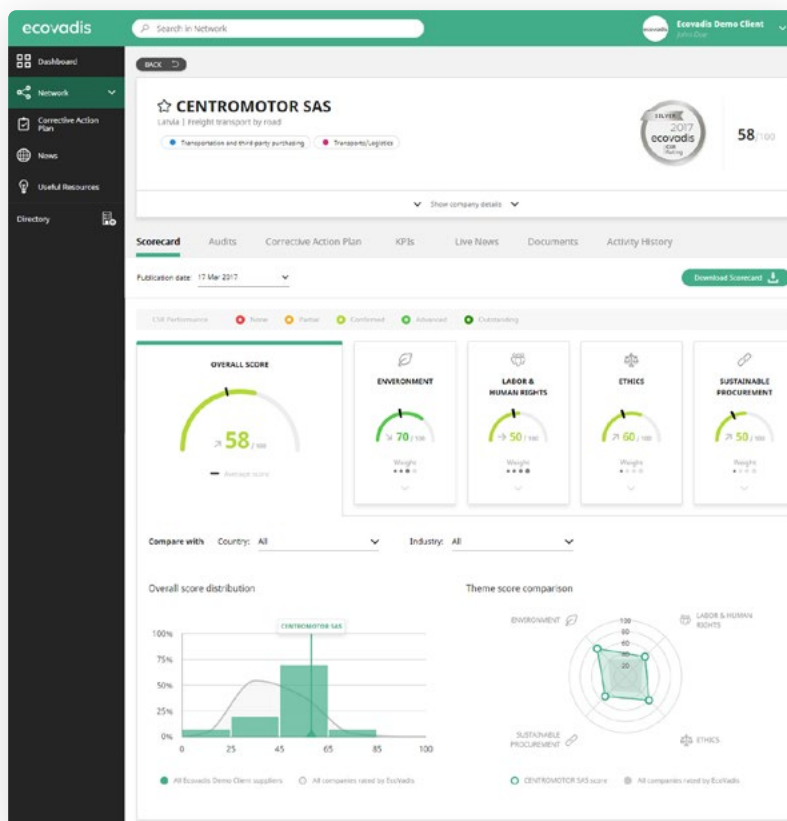 ecovadis
Search in Network
ecovadis
Ecovadis Demo Client
John Doe
Dashboard
Network
Corrective Action
Plan
News
Useful Resources
Directory
BACK
CENTROMOTOR SAS
Latvia | Freight transport by road
Transportation and third party purchasing
Transports/Logistics
SILVER
2017
ecovadis
CSR
Rating
58/100
Show company details
Scorecard Audits Corrective Action Plan KPIs Live News Documents Activity History
Publication date: 17 Mar 2017
Download Scorecard
CSR Performance None Partial Confirmed Advanced Outstanding
OVERALL SCORE
58 / 100
Average score
ENVIRONMENT
70 / 100
Weight
LABOR &
HUMAN RIGHTS
50 / 100
Weight
ETHICS
60 / 100
Weight
SUSTAINABLE
PROCUREMENT
50 / 100
Weight
Compare with Country: All Industry: All
Overall score distribution
CENTROMOTOR SAS
100%
75%
50%
25%
0%
0 25 45 65 85 100
All Ecovadis Demo Client suppliers All companies rated by EcoVadis
Theme score comparison
ENVIRONMENT
LABOR & HUMAN
RIGHTS
100
80
60
40
20
SUSTAINABLE
PROCUREMENT
ETHICS
CENTROMOTOR SAS score All companies rated by EcoVadis